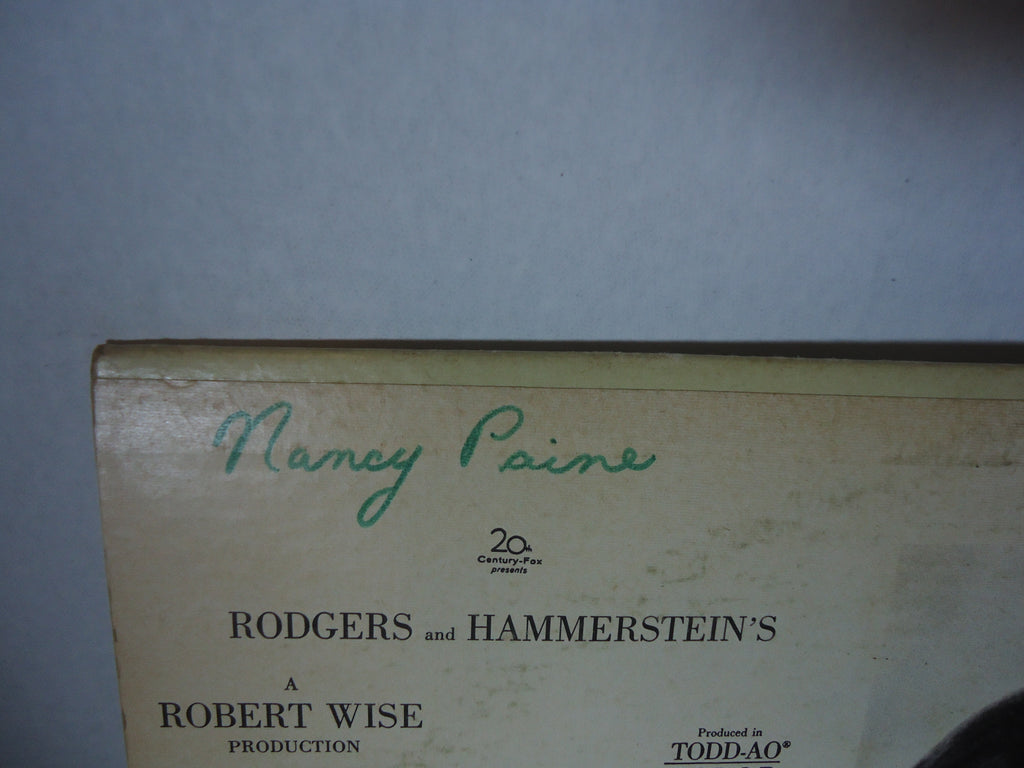 Nancy Paine
20th
Century-Fox
presents
RODGERS and HAMMERSTEIN'S
A
ROBERT WISE
PRODUCTION
Produced in
TODD-AO®